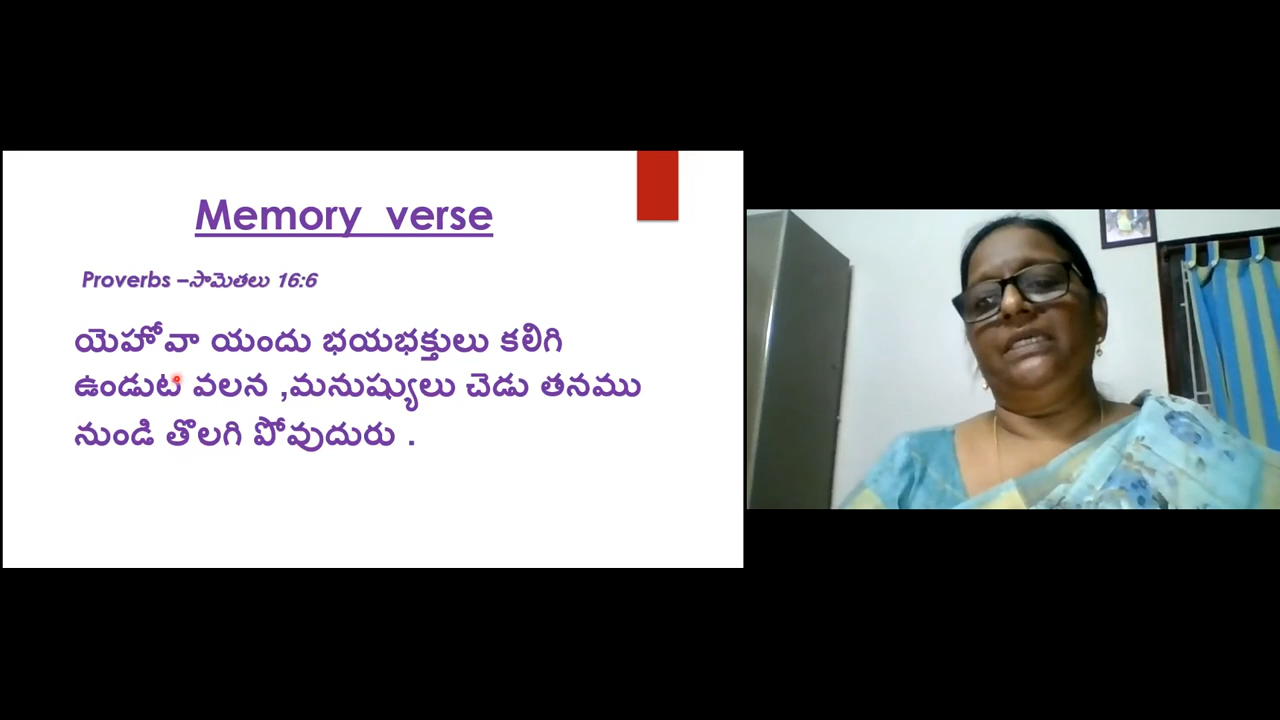 Memory verse
Proverbs –సామెతలు 16:6
యెహోవా యందు భయభక్తులు కలిగి
ఉండుట వలన ,మనుష్యులు చెడు తనము
నుండి తొలగి పోవుదురు .